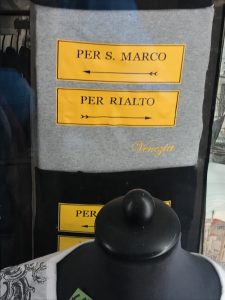 PER S. MARCO
PER RIALTO
Venezia
PER